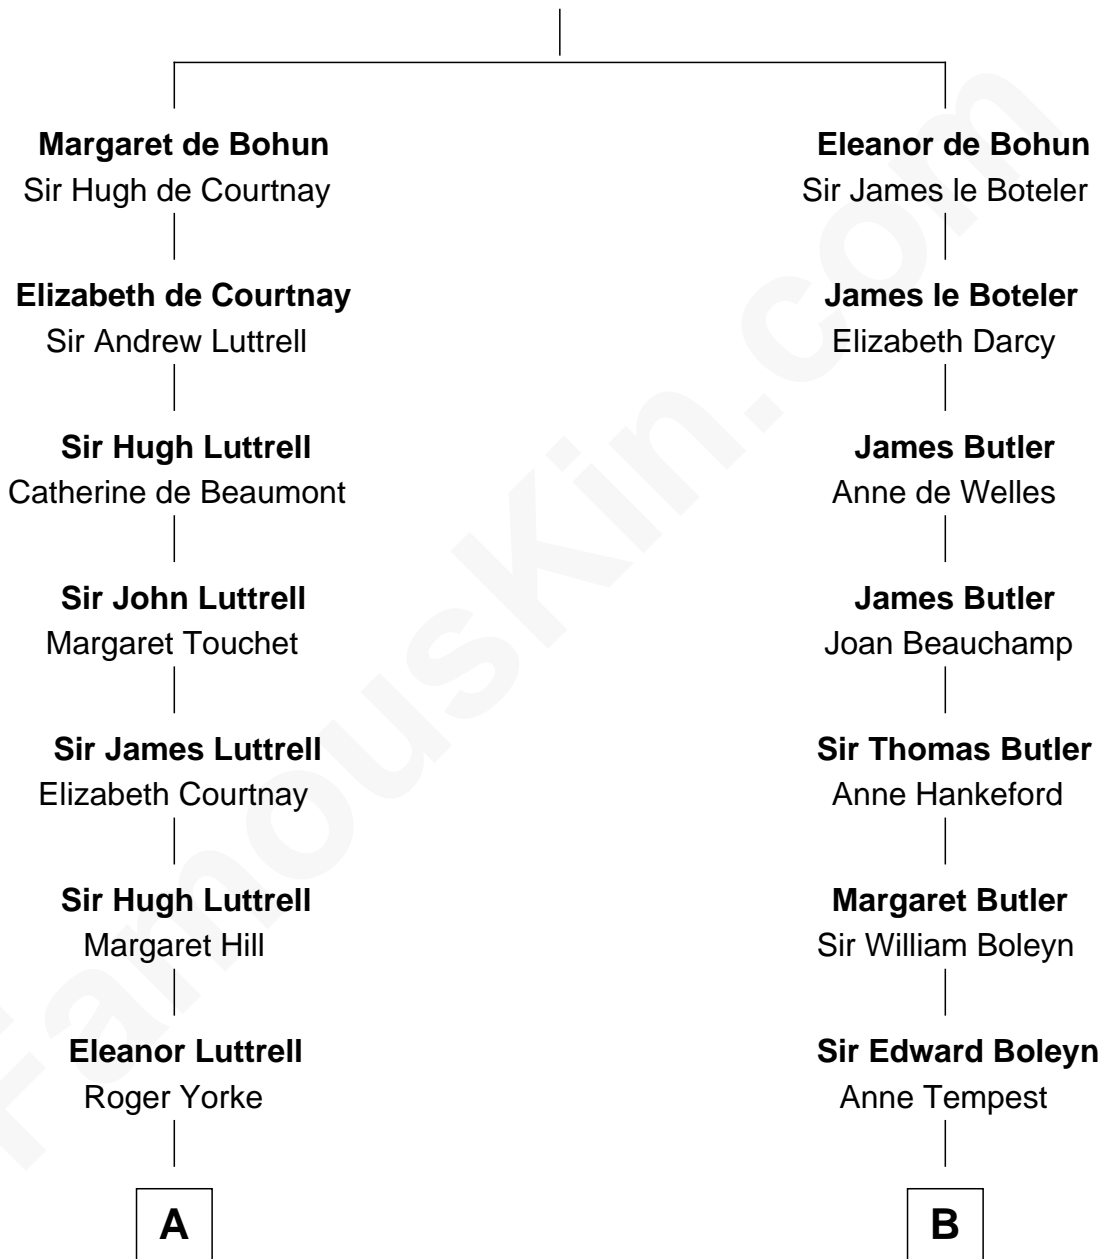 Margaret de Bohun
Sir Hugh de Courtnay
Elizabeth de Courtnay
Sir Andrew Luttrell
Sir Hugh Luttrell
Catherine de Beaumont
Sir John Luttrell
Margaret Touchet
Sir James Luttrell
Elizabeth Courtnay
Sir Hugh Luttrell
Margaret Hill
Eleanor Luttrell
Roger Yorke
A
Eleanor de Bohun
Sir James le Boteler
James le Boteler
Elizabeth Darcy
James Butler
Anne de Welles
James Butler
Joan Beauchamp
Sir Thomas Butler
Anne Hankeford
Margaret Butler
Sir William Boleyn
Sir Edward Boleyn
Anne Tempest
B
FamousKin.com